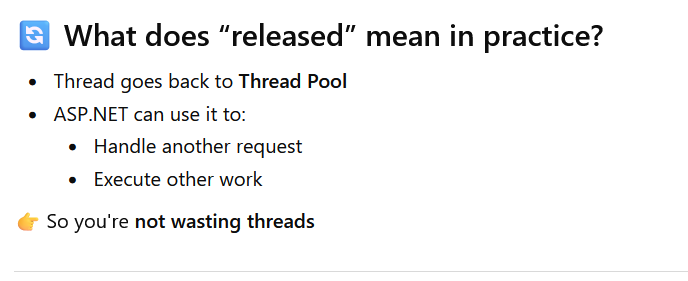 🔄 What does “released” mean in practice?
• Thread goes back to Thread Pool
• ASP.NET can use it to:
• Handle another request
• Execute other work
👉 So you're not wasting threads